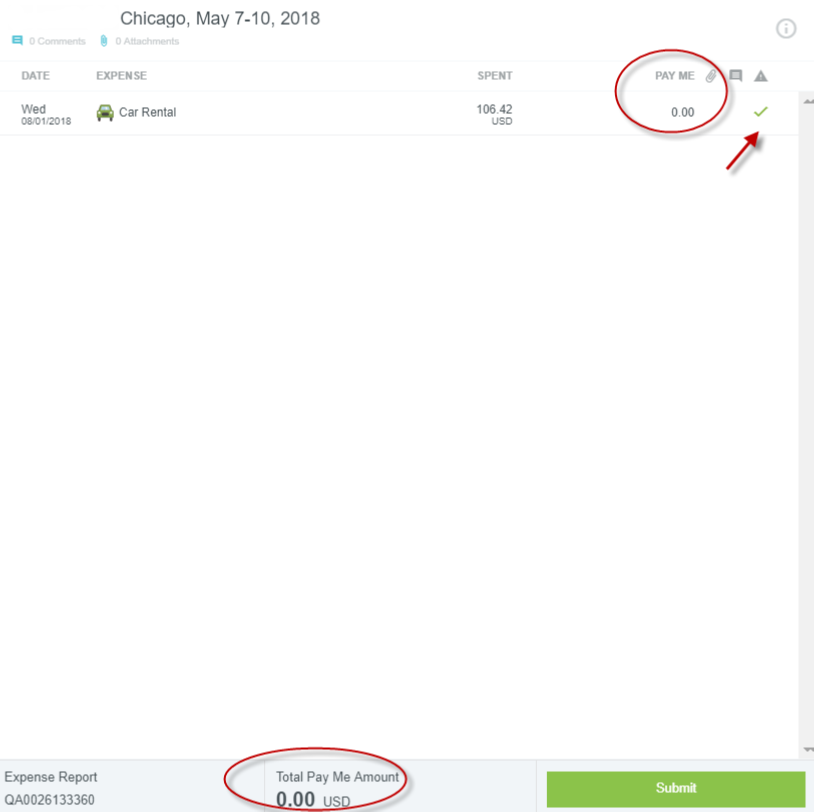 Chicago, May 7-10, 2018
0 Comments 0 Attachments
DATE EXPENSE SPENT PAY ME
Wed
08/01/2018
Car Rental
106.42
USD
0.00
Expense Report
QA0026133360
Total Pay Me Amount
0.00 USD
Submit